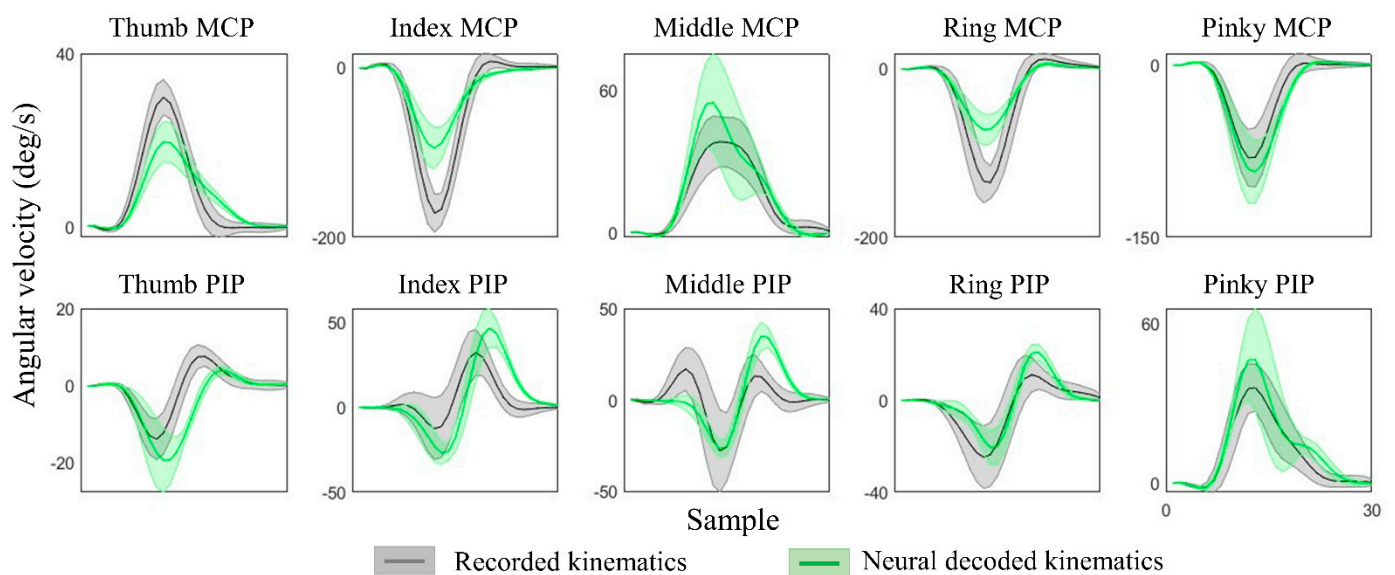 Thumb MCP Index MCP Middle MCP Ring MCP Pinky MCP
40 0 60 0 0
0 -200 0 -200 -150
Thumb PIP Index PIP Middle PIP Ring PIP Pinky PIP
20 50 50 40 60
0 0 0 0 0
-20 -50 -50 -40
0 30
Angular velocity (deg/s)
Sample
Recorded kinematics Neural decoded kinematics